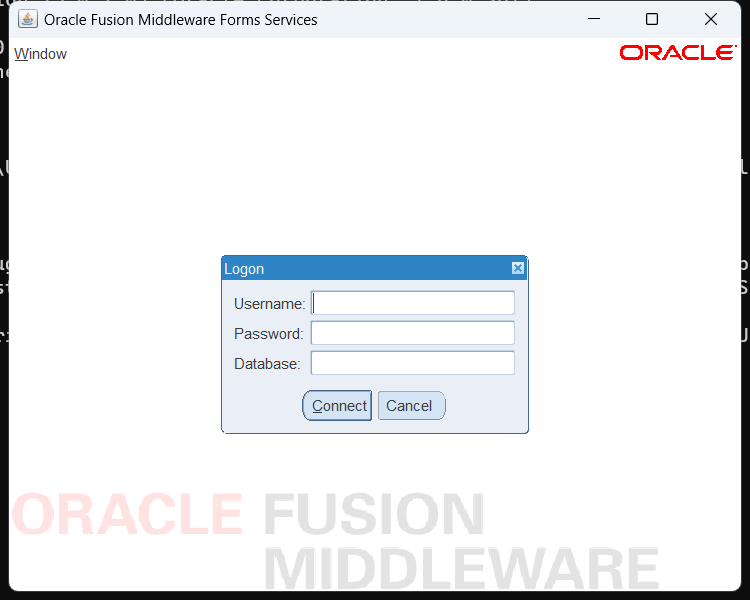 Oracle Fusion Middleware Forms Services
Window
ORACLE
Logon
Username:
Password:
Database:
Connect Cancel
ORACLE FUSION
MIDDLEWARE